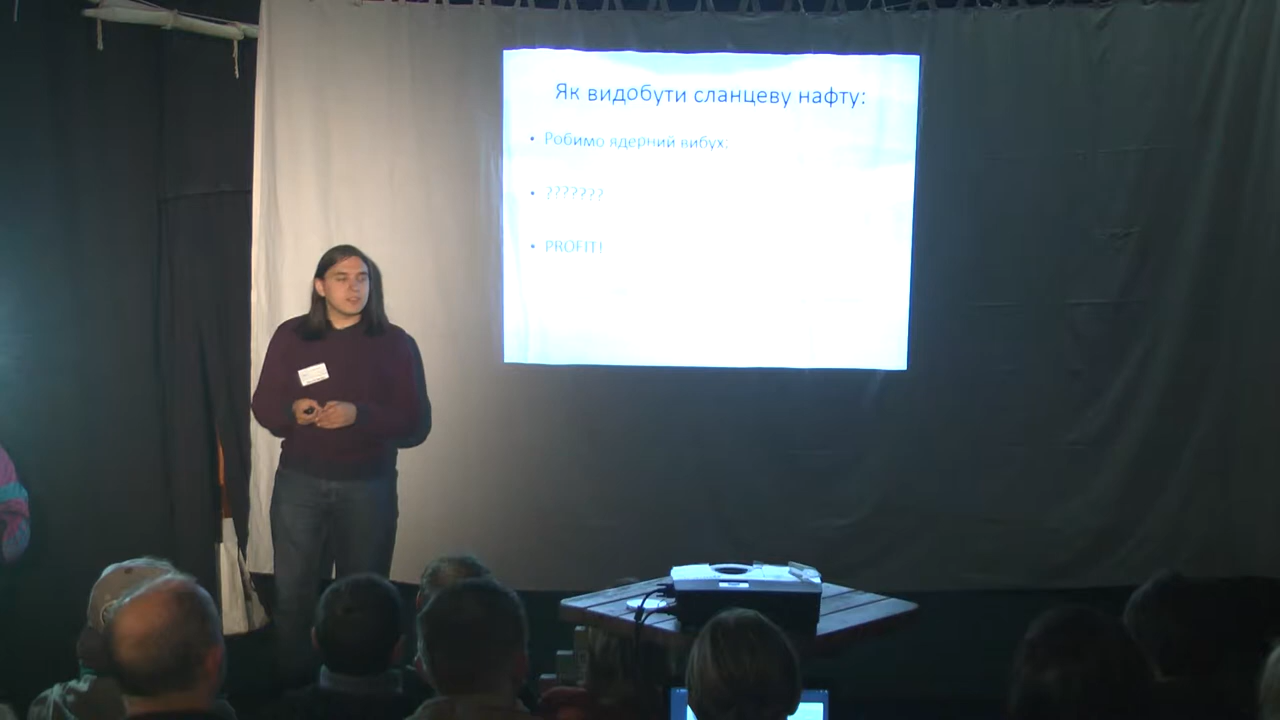 Як видобути сланцеву нафту:
• Робимо ядерний вибух.
• ???????
• PROFIT!